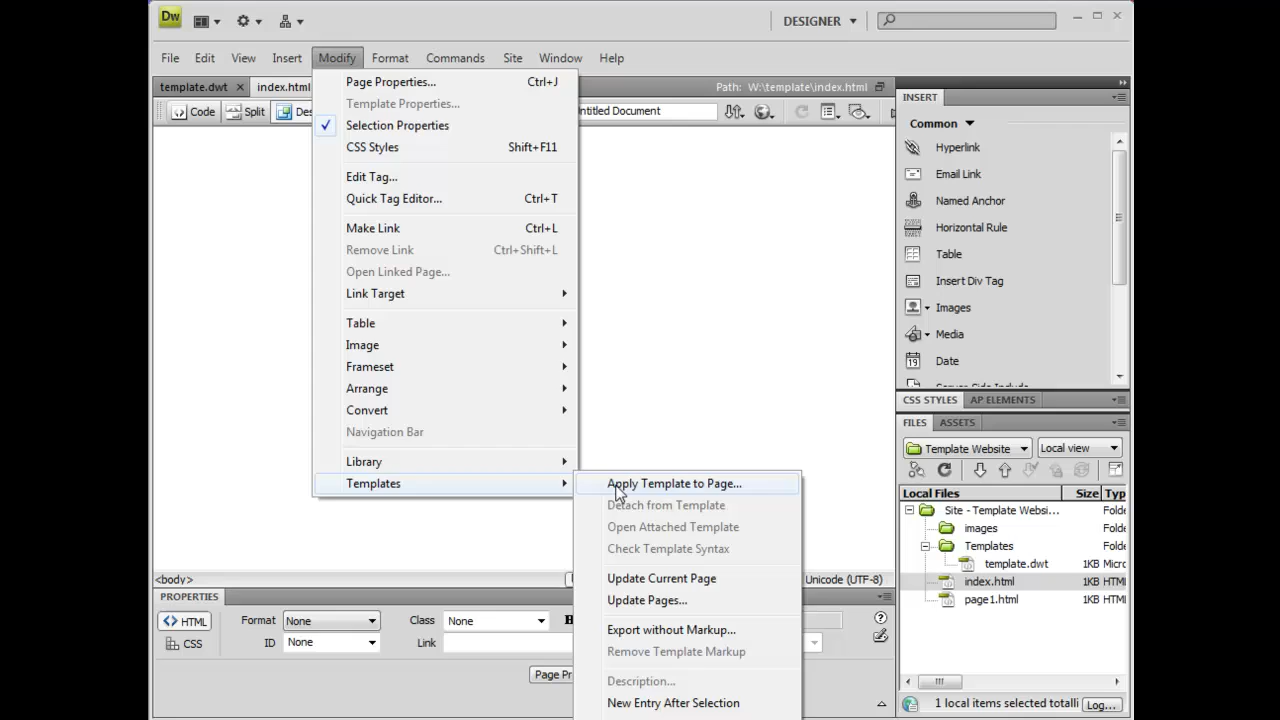 Dw
DESIGNER
File Edit View Insert Modify Format Commands Site Window Help
template.dwt × index.html
Path: W:\template\index.html
Code Split
ntitled Document
Page Properties... Ctrl+J
Template Properties...
Selection Properties
CSS Styles Shift+F11
Edit Tag...
Quick Tag Editor... Ctrl+T
Make Link Ctrl+L
Remove Link Ctrl+Shift+L
Open Linked Page...
Link Target
Table
Image
Frameset
Arrange
Convert
Navigation Bar
Library
Templates
Apply Template to Page...
Detach from Template
Open Attached Template
Check Template Syntax
Update Current Page
Update Pages...
Export without Markup...
Remove Template Markup
Description...
New Entry After Selection
INSERT
Common
Hyperlink
Email Link
Named Anchor
Horizontal Rule
Table
Insert Div Tag
Images
Media
19 Date
Server-Side Include
CSS STYLES AP ELEMENTS
FILES ASSETS
Template Website Local view
Local Files Size Typ
Site - Template Websi... Folde
images Folde
Templates Folde
template.dwt 1KB Micro
index.html 1KB HTM
page1.html 1KB HTM
1 local items selected totalli Log...
<body>
Unicode (UTF-8)
PROPERTIES
<> HTML Format None Class None B
CSS ID None Link
Page Pr